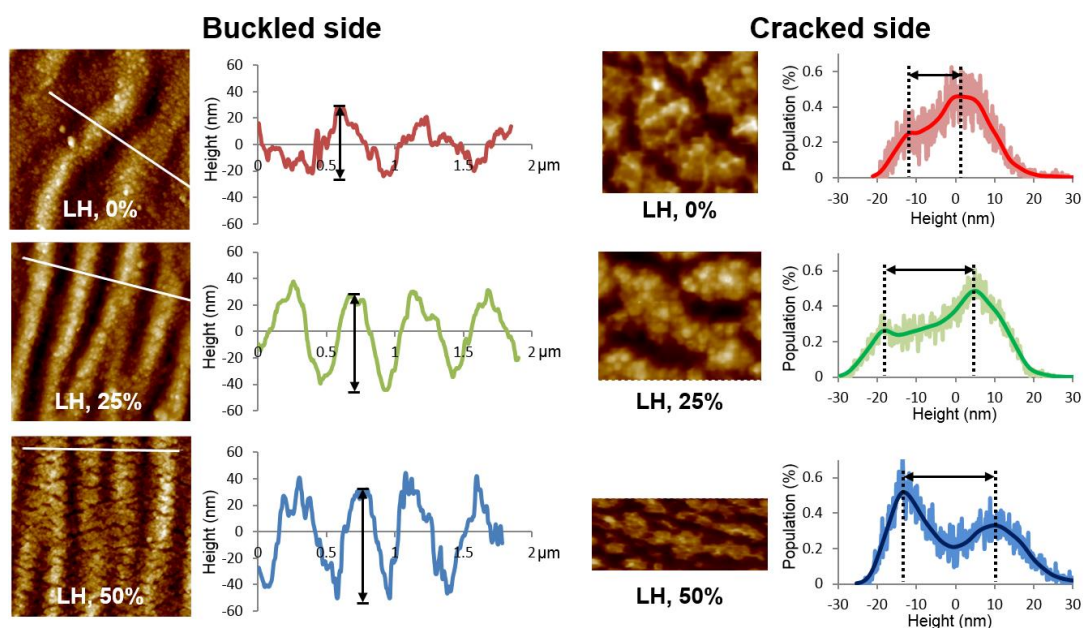 Buckled side
Cracked side
LH, 0%
Height (nm)
60
40
20
0
-20
-40
-60
0
0.5
1
1.5
2 µm
LH, 0%
Population (%)
0.6
0.4
0.2
0
-30 -20 -10 0 10 20 30
Height (nm)
LH, 25%
Height (nm)
60
40
20
0
-20
-40
-60
0
0.5
1
1.5
2 µm
LH, 25%
Population (%)
0.6
0.4
0.2
0
-30 -20 -10 0 10 20 30
Height (nm)
LH, 50%
Height (nm)
60
40
20
0
-20
-40
-60
0
0.5
1
1.5
2 µm
LH, 50%
Population (%)
0.6
0.4
0.2
0
-30 -20 -10 0 10 20 30
Height (nm)